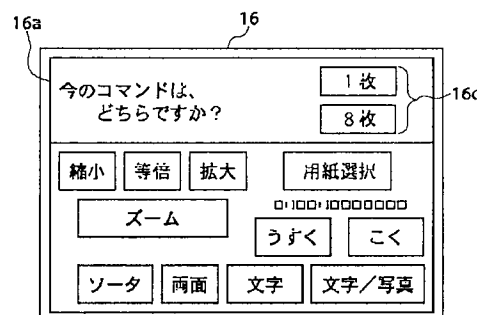 16
16a
今のコマンドは、
どちらですか？
1枚
8枚
16c
縮小 等倍 拡大 用紙選択
ズーム
うすく こく
ソータ 両面 文字 文字／写真